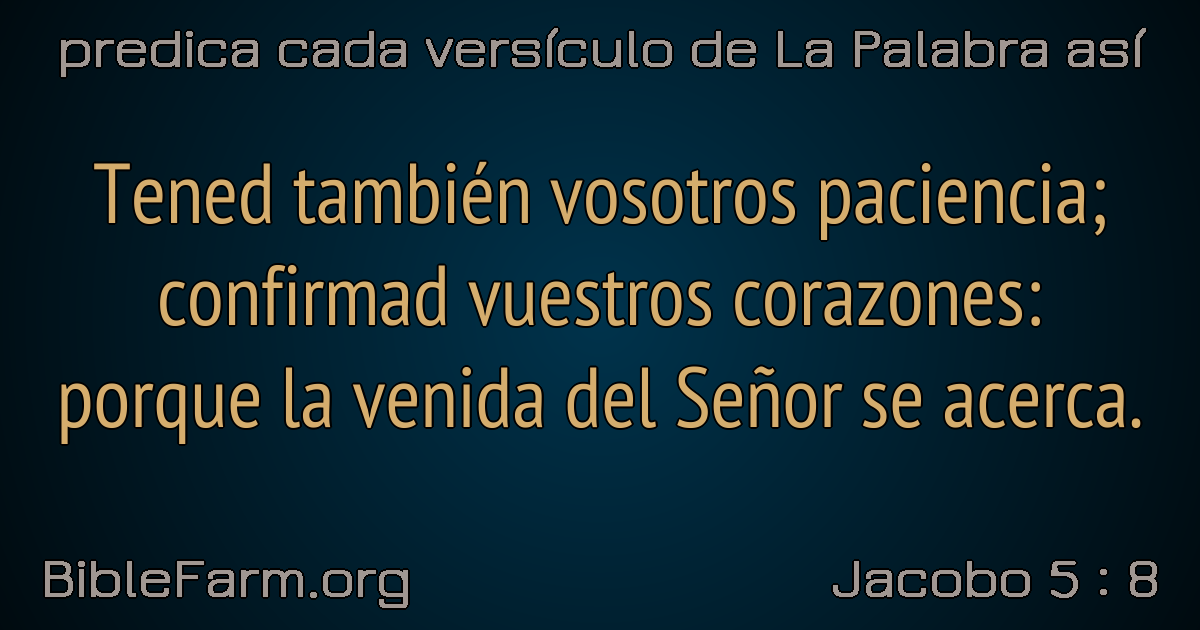 predica cada versículo de La Palabra así
Tened también vosotros paciencia;
confirmad vuestros corazones:
porque la venida del Señor se acerca.
BibleFarm.org
Jacobo 5 : 8